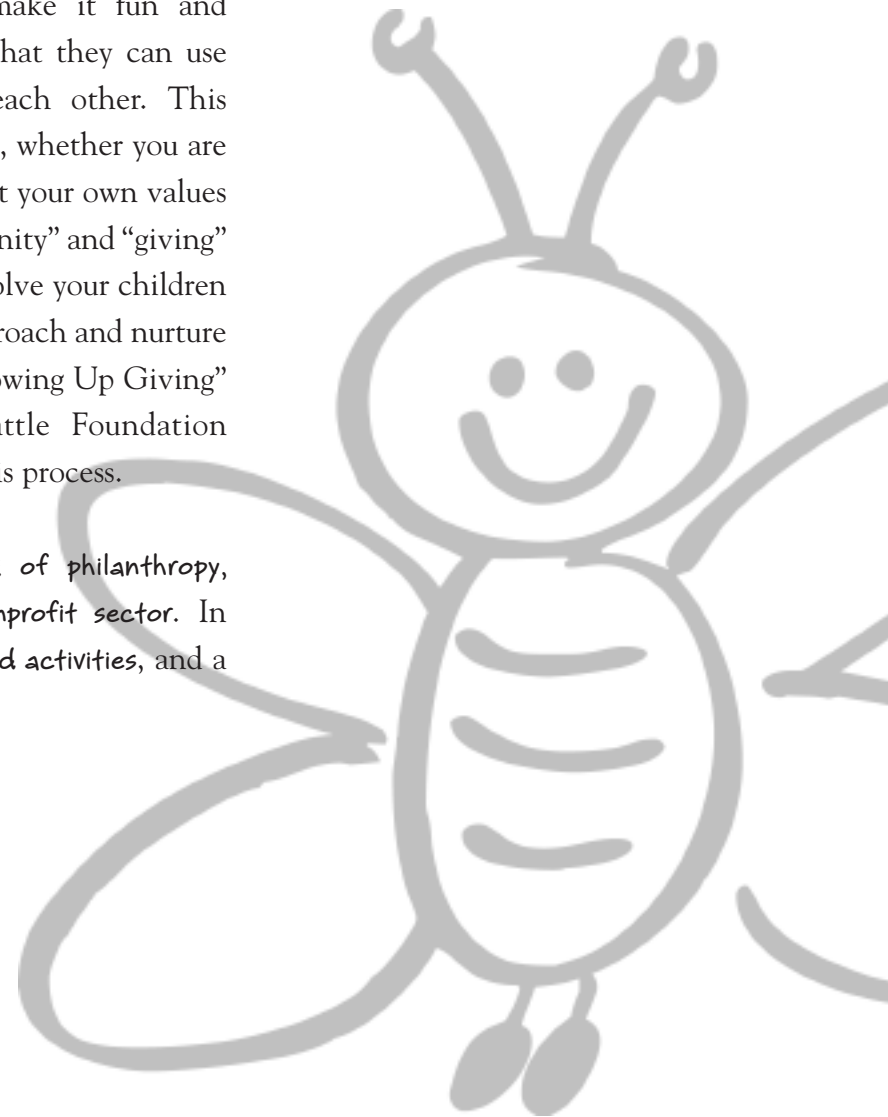 make it fun and
hat they can use
each other. This
, whether you are
t your own values
nity” and “giving”
olve your children
roach and nurture
owing Up Giving”
ttle Foundation
is process.
of philanthropy,
nprofit sector. In
d activities, and a